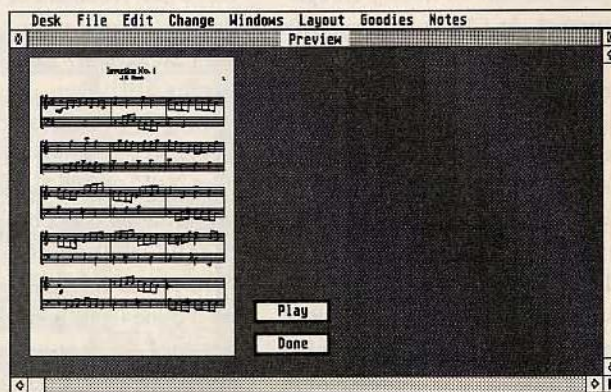 Desk File Edit Change Windows Layout Goodies Notes
Preview
Invention No. 1
J.S. Bach
Play
Done